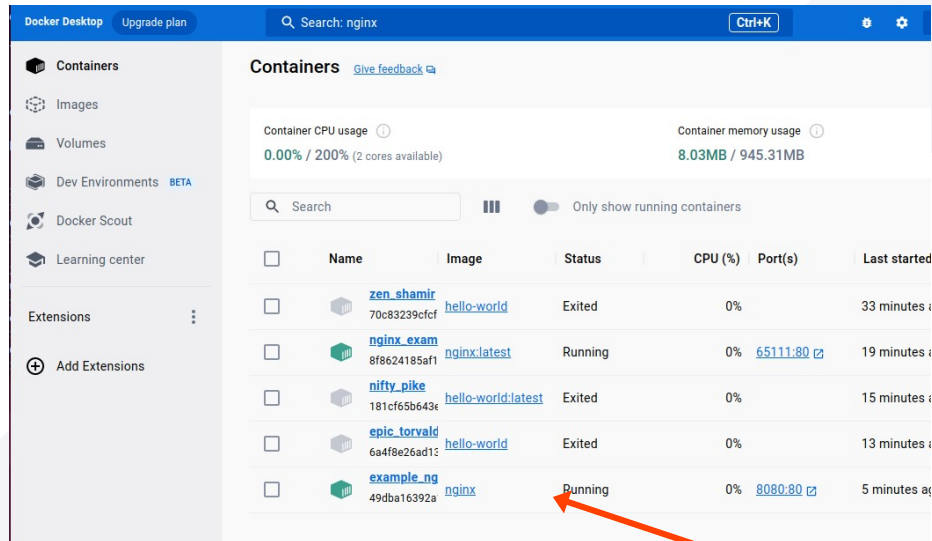 Docker Desktop Upgrade plan Search: nginx Ctrl+K
Containers
Images
Volumes
Dev Environments BETA
Docker Scout
Learning center
Extensions
Add Extensions
Containers Give feedback
Container CPU usage
0.00% / 200% (2 cores available)
Container memory usage
8.03MB / 945.31MB
Search
Only show running containers
Name Image Status CPU (%) Port(s) Last started
zen_shamir
70c83239cfcf
hello-world Exited 0% 33 minutes a
nginx_exam
8f8624185af1
nginx:latest Running 0% 65111:80 19 minutes a
nifty_pike
181cf65b643e
hello-world:latest Exited 0% 15 minutes a
epic_torvald
6a4f8e26ad13
hello-world Exited 0% 13 minutes a
example_ng
49dba16392a
nginx Running 0% 8080:80 5 minutes ag